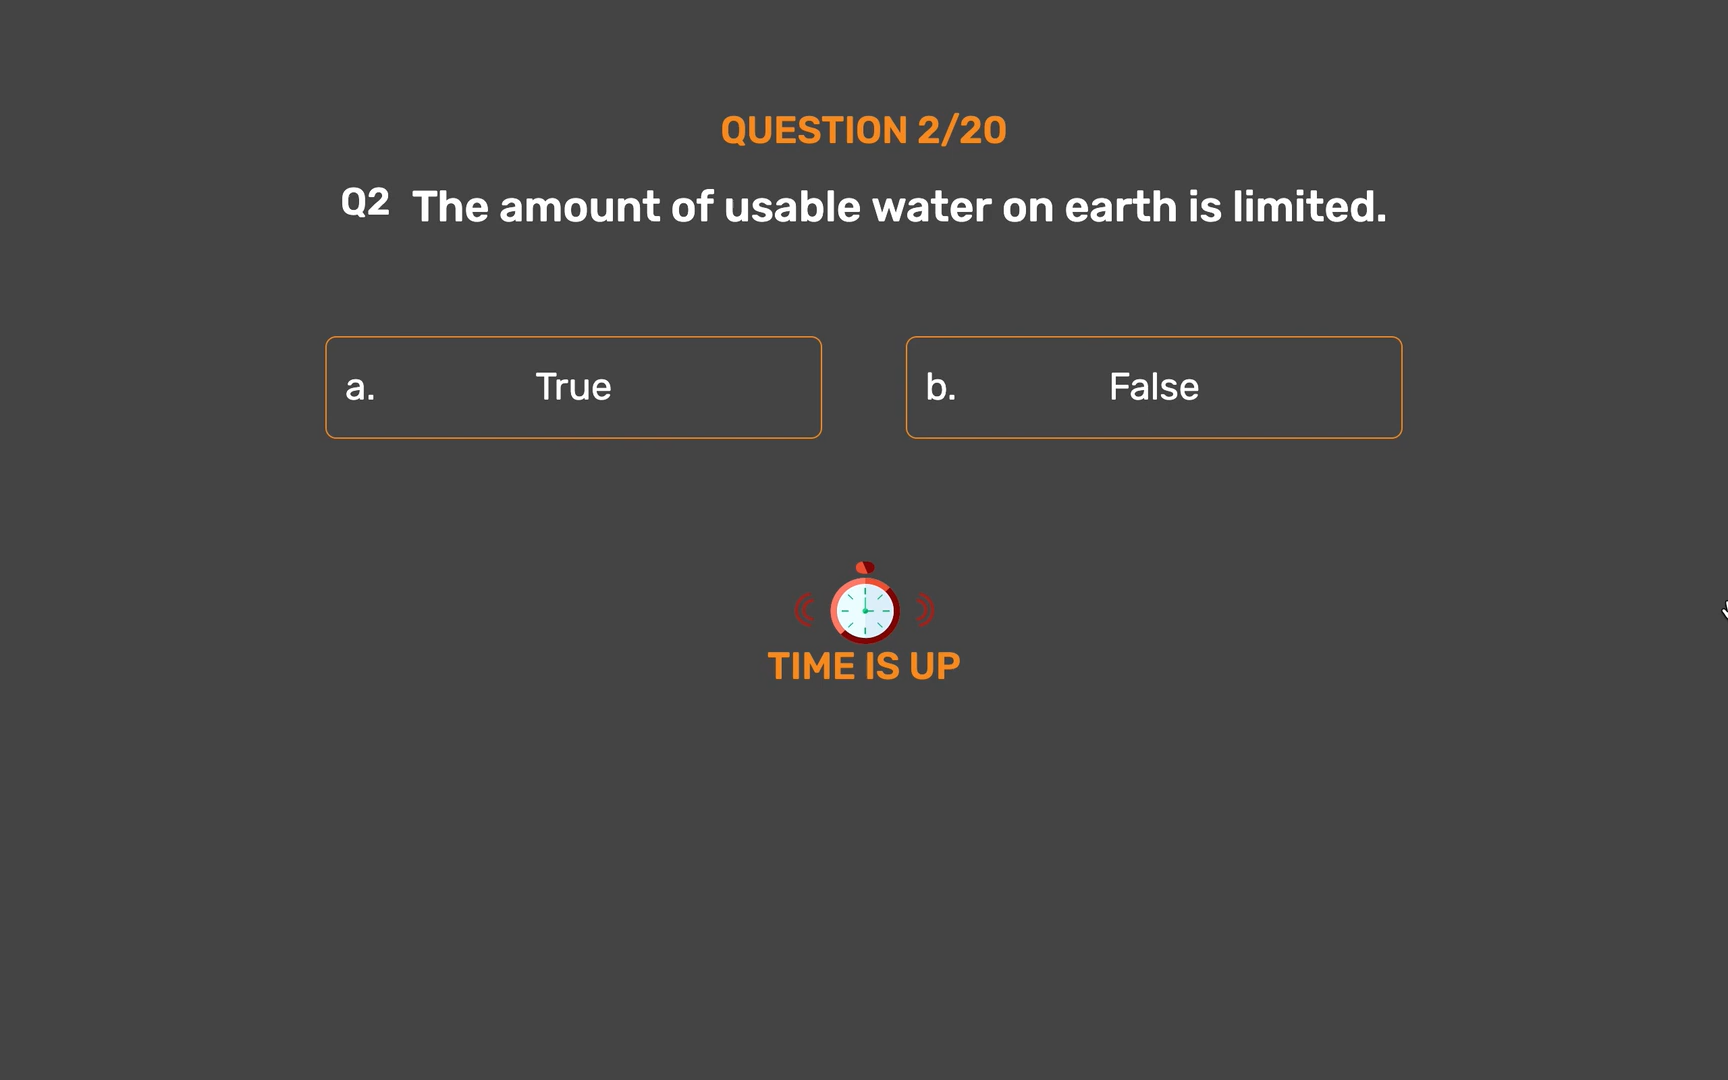 QUESTION 2/20
Q2 The amount of usable water on earth is limited.
a. True
b. False
TIME IS UP